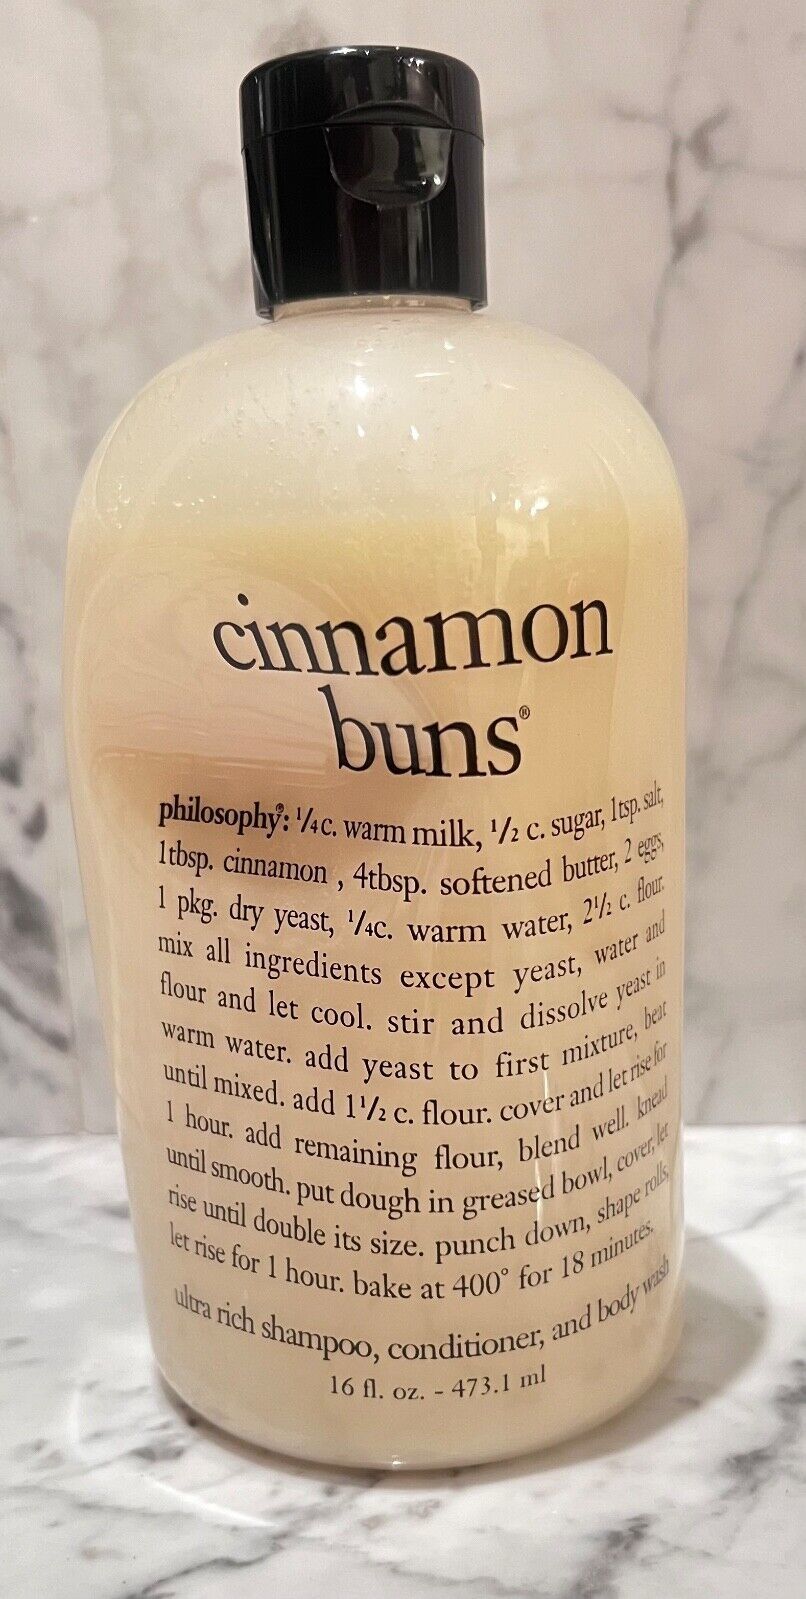 cinnamon
buns®
philosophy®: 1/4c. warm milk, 1/2 c. sugar, 1tsp. salt,
1tbsp. cinnamon , 4tbsp. softened butter, 2 eggs,
1 pkg. dry yeast, 1/4c. warm water, 2 1/2 c. flour.
mix all ingredients except yeast, water and
flour and let cool. stir and dissolve yeast in
warm water. add yeast to first mixture, beat
until mixed. add 1 1/2 c. flour. cover and let rise for
1 hour. add remaining flour, blend well. knead
until smooth. put dough in greased bowl, cover, let
rise until double its size. punch down, shape rolls,
let rise for 1 hour. bake at 400° for 18 minutes.
ultra rich shampoo, conditioner, and body wash
16 fl. oz. - 473.1 ml